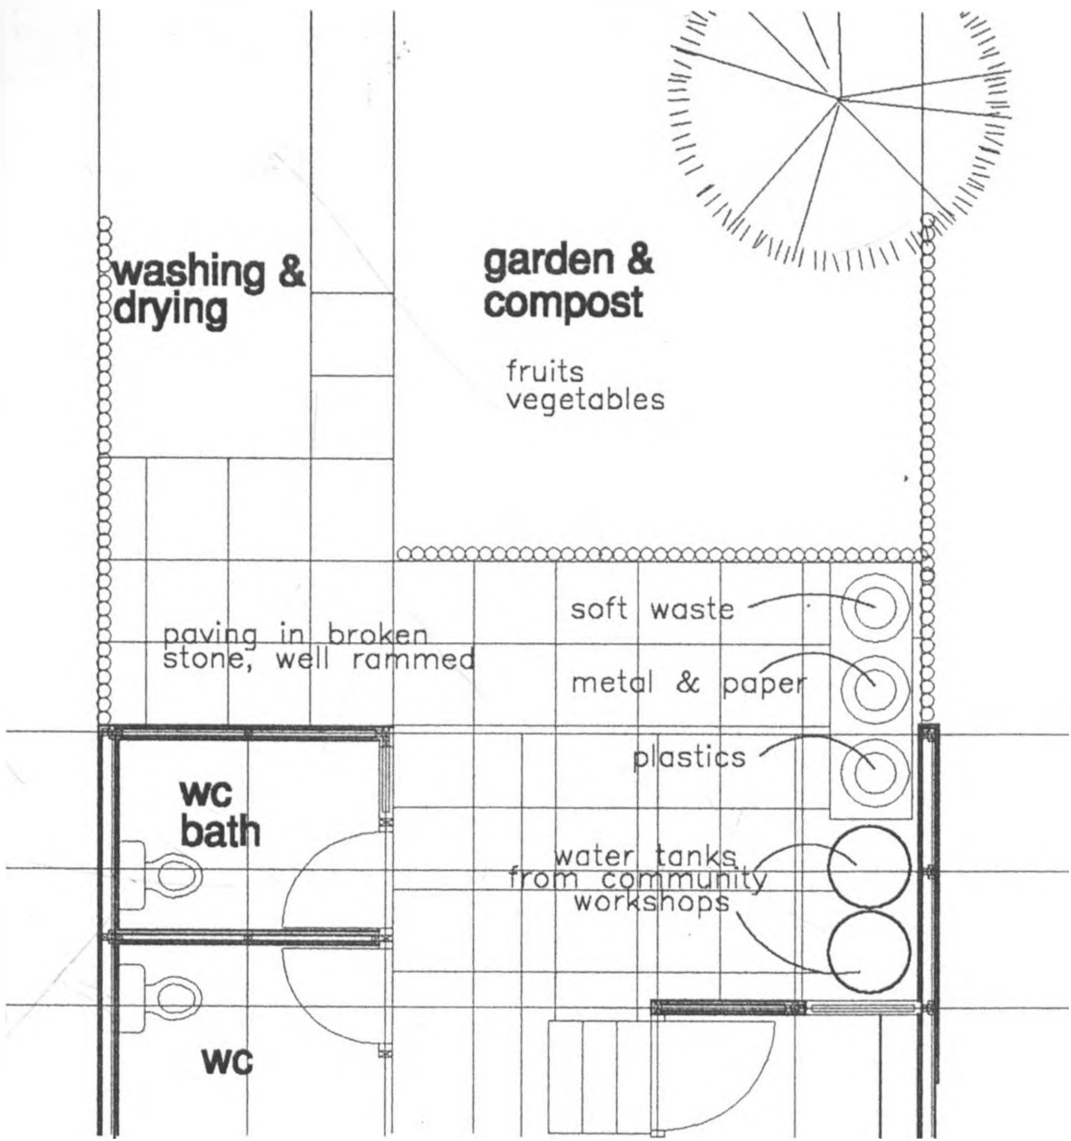 washing &
drying
garden &
compost
fruits
vegetables
soft waste
paving in broken
stone, well rammed
metal & paper
plastics
wc
bath
water tanks
from community
workshops
wc